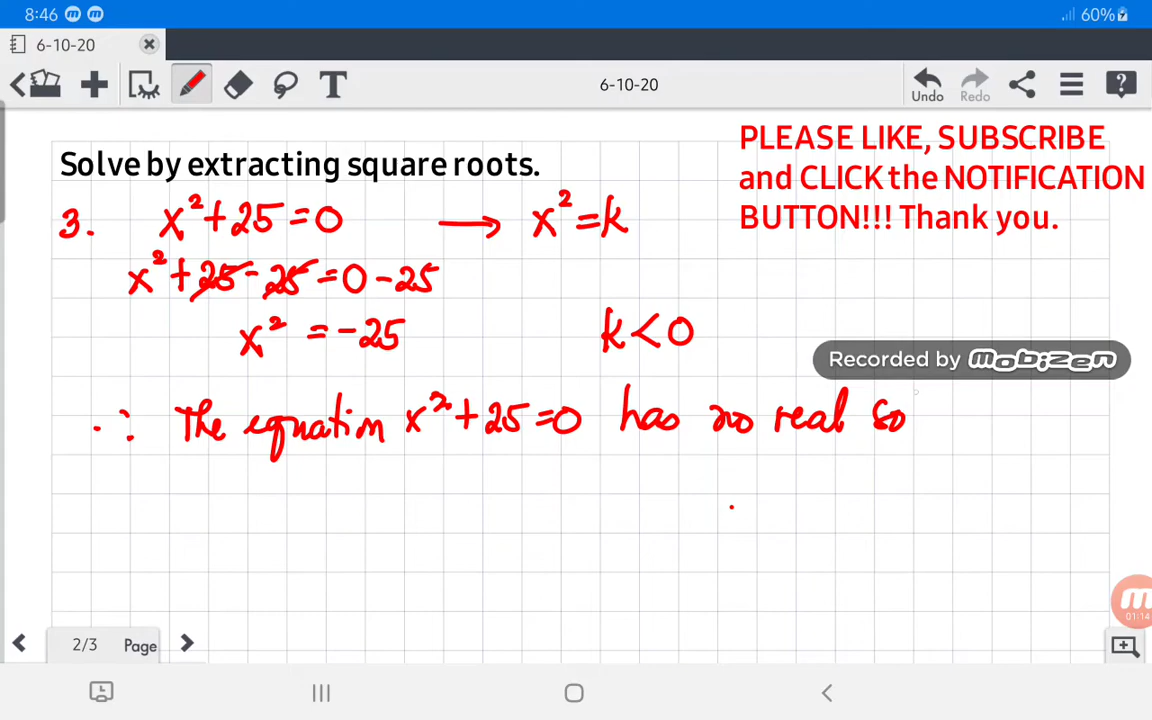 8:46
60%
6-10-20
T
6-10-20
Undo
Redo
?
Solve by extracting square roots.
PLEASE LIKE, SUBSCRIBE
and CLICK the NOTIFICATION
BUTTON!!! Thank you.
3. x² + 25 = 0 → x² = k
x² + 25 - 25 = 0 - 25
x² = -25
k < 0
Recorded by mobizen
∴ The equation x² + 25 = 0 has no real so
01:14
2/3 Page